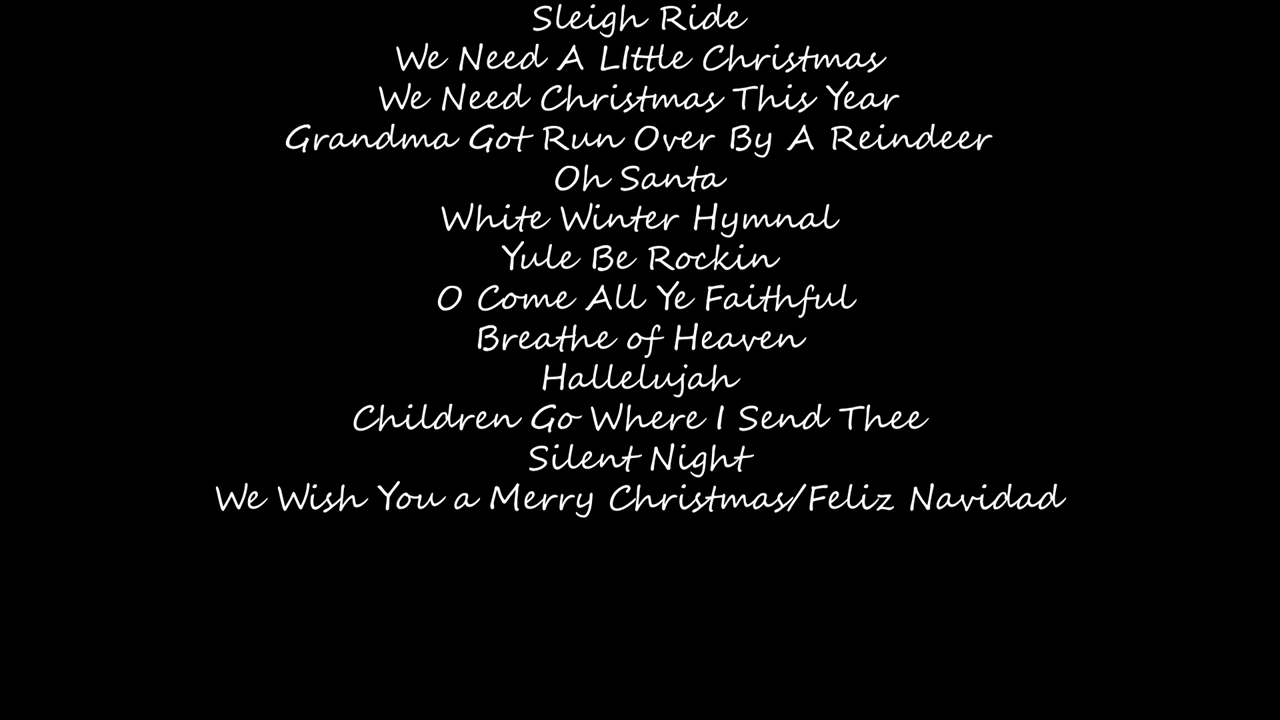 Sleigh Ride
We Need A LIttle Christmas
We Need Christmas This Year
Grandma Got Run Over By A Reindeer
Oh Santa
White Winter Hymnal
Yule Be Rockin
O Come All Ye Faithful
Breathe of Heaven
Hallelujah
Children Go Where I Send Thee
Silent Night
We Wish You a Merry Christmas/Feliz Navidad